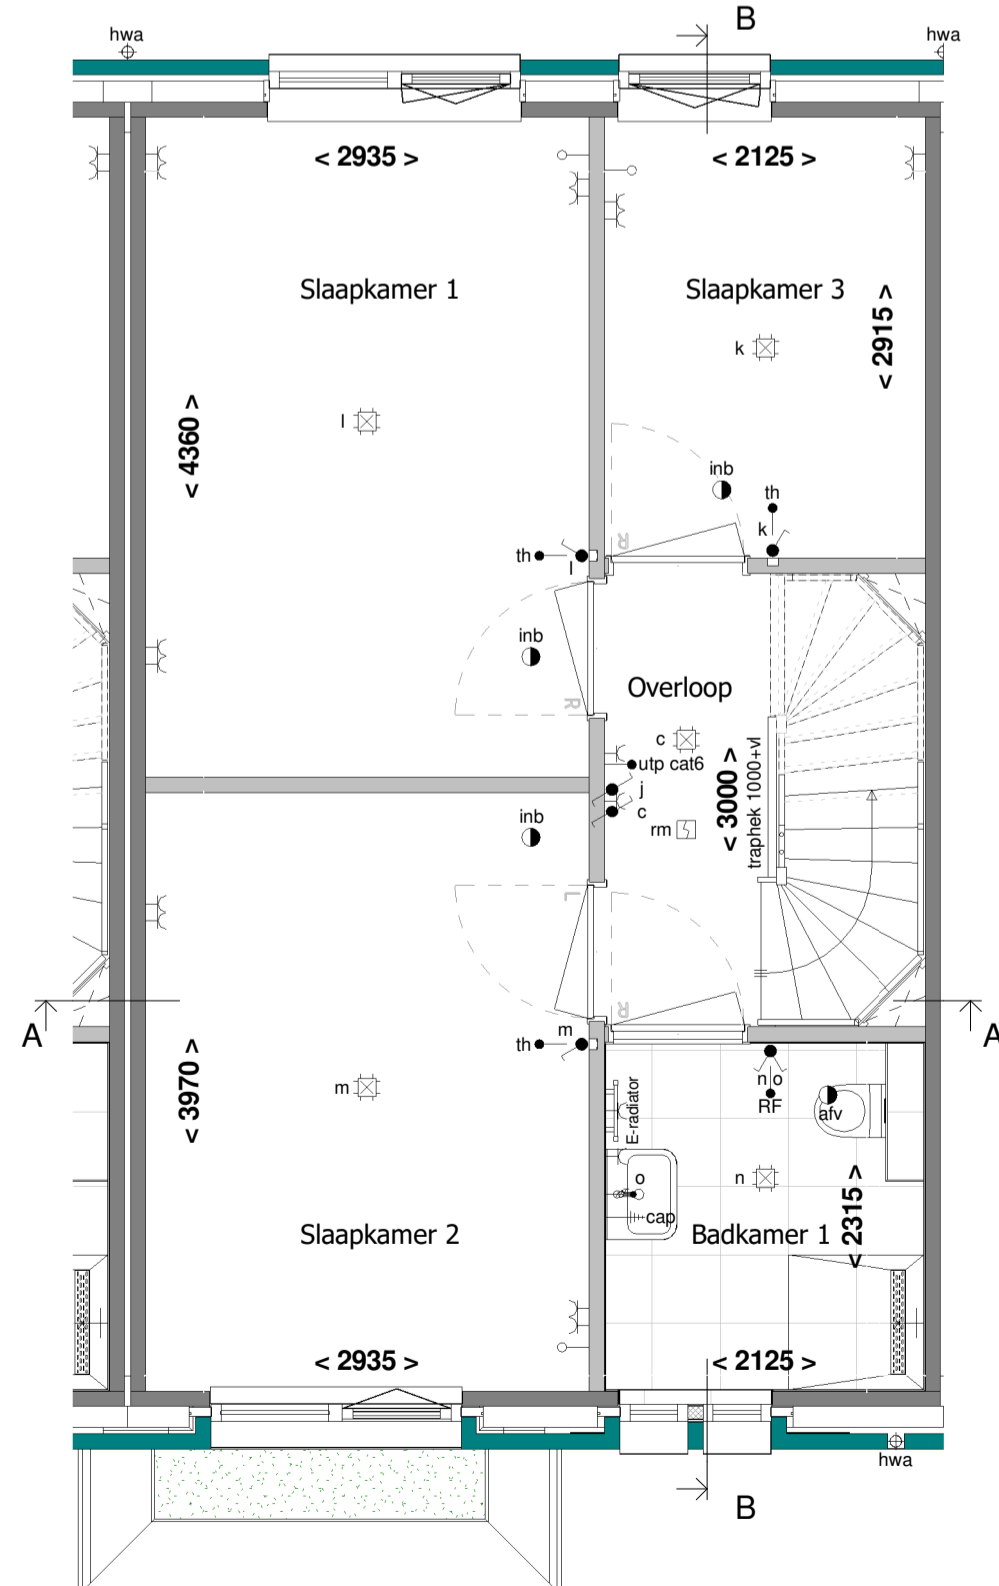 B
hwa
hwa
< 2935 >
< 2125 >
Slaapkamer 1
Slaapkamer 3
< 2915 >
k
l
< 4360 >
inb
th
k
R
th
l
inb
R
Overloop
c
utp cat6
j
c
rm
< 3000 >
traphek 1000+vl
inb
L
R
A
A
m
th
n o
RF
afv
E-radiator
m
< 3970 >
o
n
cap
< 2315 >
Slaapkamer 2
Badkamer 1
< 2935 >
< 2125 >
hwa
B